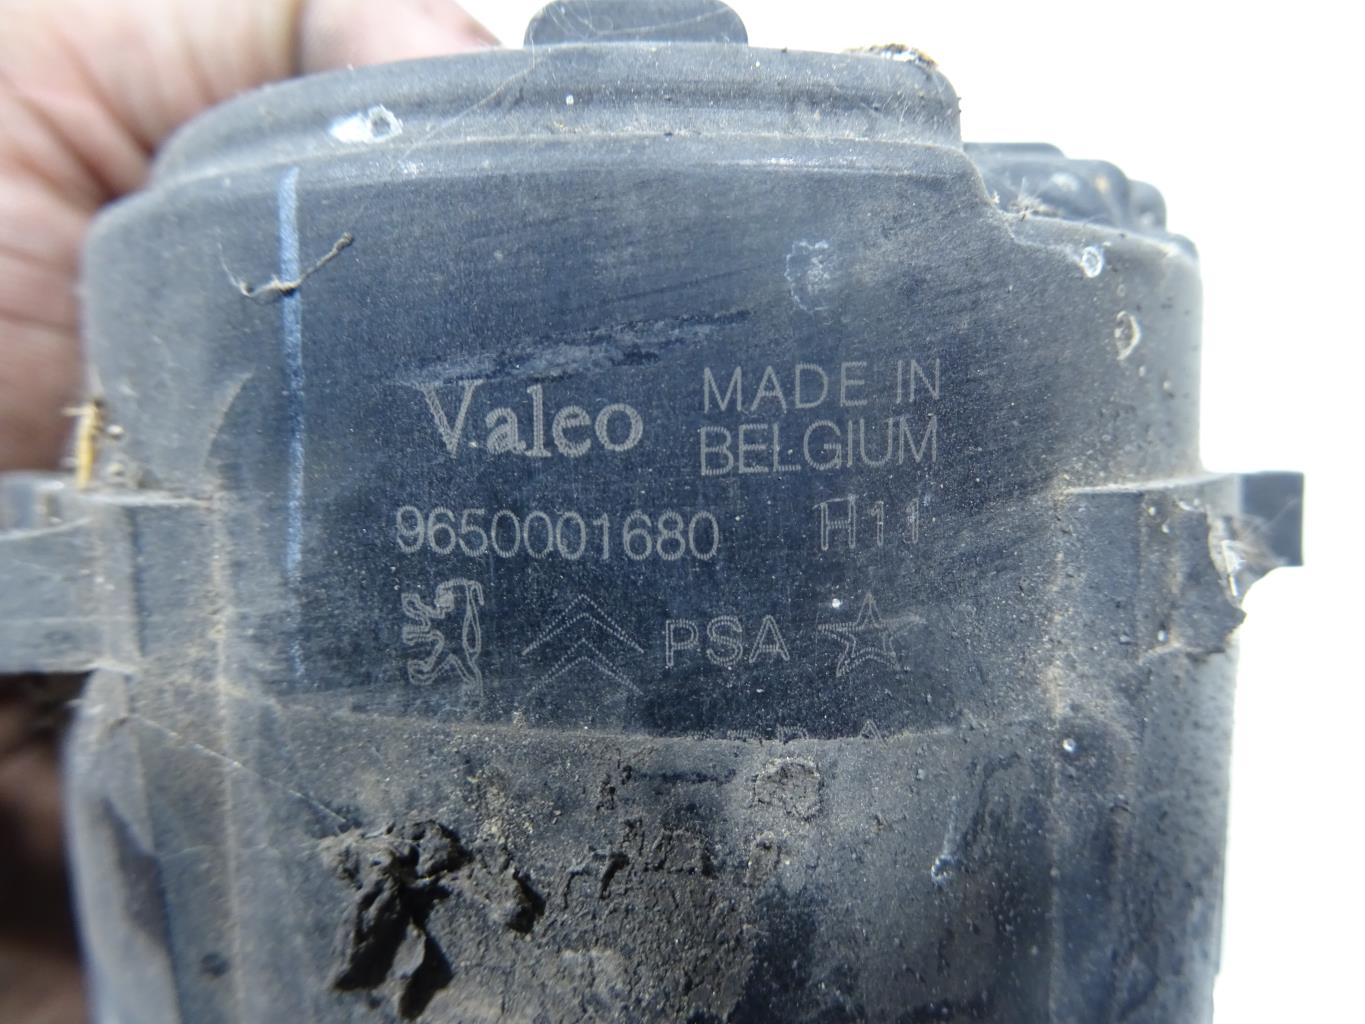 Valeo MADE IN
BELGIUM
9650001680 H11
PSA